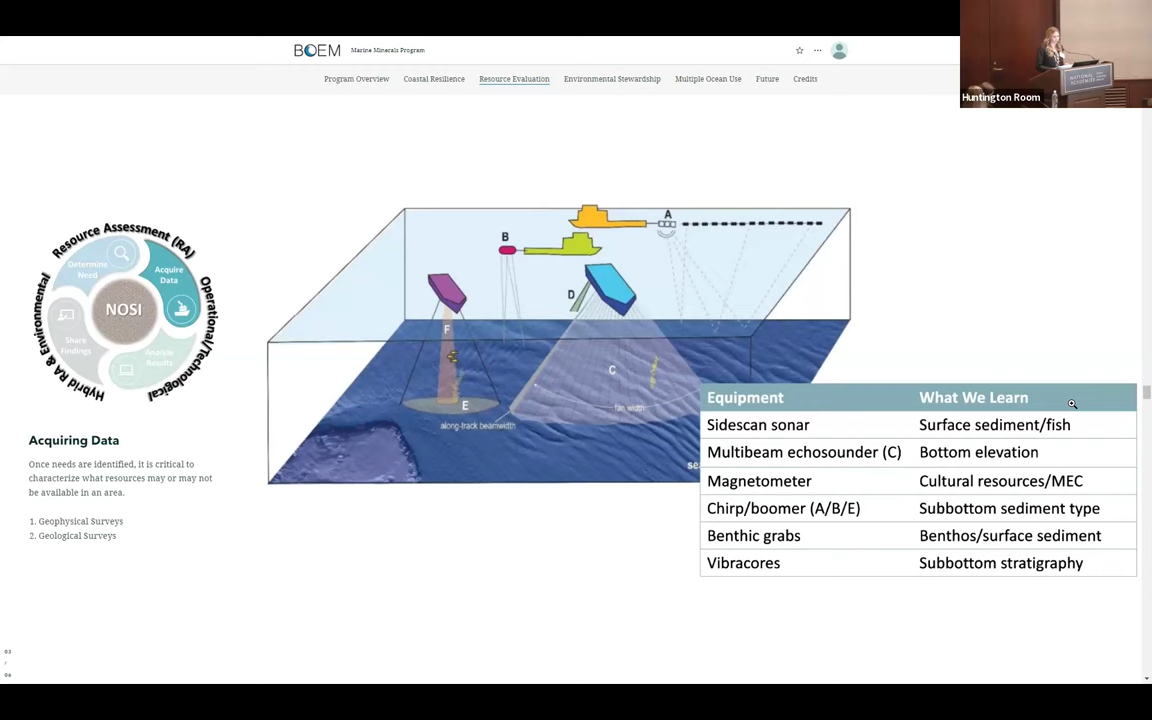 BOEM Marine Minerals Program
Program Overview Coastal Resilience Resource Evaluation Environmental Stewardship Multiple Ocean Use Future Credits
Huntington Room
NATIONAL ACADEMIES
Resource Assessment (RA)
Operational/Technological
Hybrid RA & Environmental
Determine
Need
Acquire
Data
NOSI
Share
Findings
Analyze
Results
A
B
D
F
C
E
fan width
along-track beamwidth
sea
Equipment What We Learn
Sidescan sonar Surface sediment/fish
Multibeam echosounder (C) Bottom elevation
Magnetometer Cultural resources/MEC
Chirp/boomer (A/B/E) Subbottom sediment type
Benthic grabs Benthos/surface sediment
Vibracores Subbottom stratigraphy
Acquiring Data
Once needs are identified, it is critical to
characterize what resources may or may not
be available in an area.
1. Geophysical Surveys
2. Geological Surveys
03
/
06